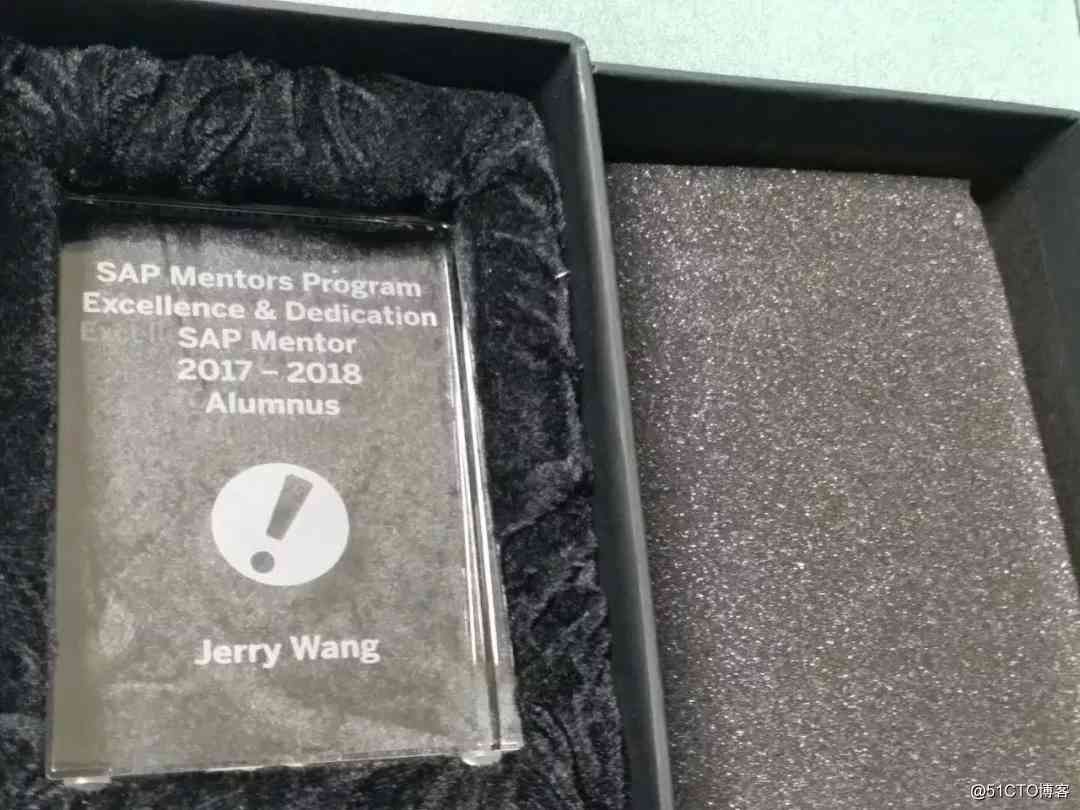 SAP Mentors Program
Excellence & Dedication
SAP Mentor
2017 – 2018
Alumnus
Jerry Wang
@51CTO博客